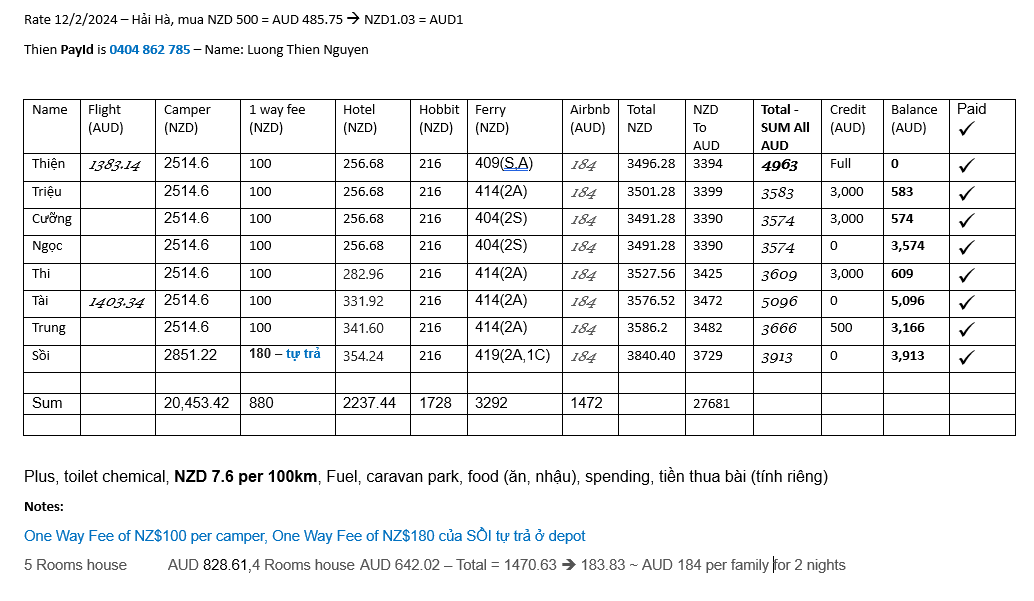 Rate 12/2/2024 – Hải Hà, mua NZD 500 = AUD 485.75 → NZD1.03 = AUD1
Thien PayId is 0404 862 785 – Name: Luong Thien Nguyen
Name Flight (AUD) Camper (NZD) 1 way fee (NZD) Hotel (NZD) Hobbit (NZD) Ferry (NZD) Airbnb (AUD) Total NZD NZD To AUD Total - SUM All AUD Credit (AUD) Balance (AUD) Paid ✓
Thiện 1383.14 2514.6 100 256.68 216 409(S,A) 184 3496.28 3394 4963 Full 0 ✓
Triệu 2514.6 100 256.68 216 414(2A) 184 3501.28 3399 3583 3,000 583 ✓
Cưỡng 2514.6 100 256.68 216 404(2S) 184 3491.28 3390 3574 3,000 574 ✓
Ngọc 2514.6 100 256.68 216 404(2S) 184 3491.28 3390 3574 0 3,574 ✓
Thi 2514.6 100 282.96 216 414(2A) 184 3527.56 3425 3609 3,000 609 ✓
Tài 1403.34 2514.6 100 331.92 216 414(2A) 184 3576.52 3472 5096 0 5,096 ✓
Trung 2514.6 100 341.60 216 414(2A) 184 3586.2 3482 3666 500 3,166 ✓
Sồi 2851.22 180 – tự trả 354.24 216 419(2A,1C) 184 3840.40 3729 3913 0 3,913 ✓
Sum 20,453.42 880 2237.44 1728 3292 1472 27681
Plus, toilet chemical, NZD 7.6 per 100km, Fuel, caravan park, food (ăn, nhậu), spending, tiền thua bài (tính riêng)
Notes:
One Way Fee of NZ$100 per camper, One Way Fee of NZ$180 của SỒI tự trả ở depot
5 Rooms house AUD 828.61,4 Rooms house AUD 642.02 – Total = 1470.63 → 183.83 ~ AUD 184 per family for 2 nights